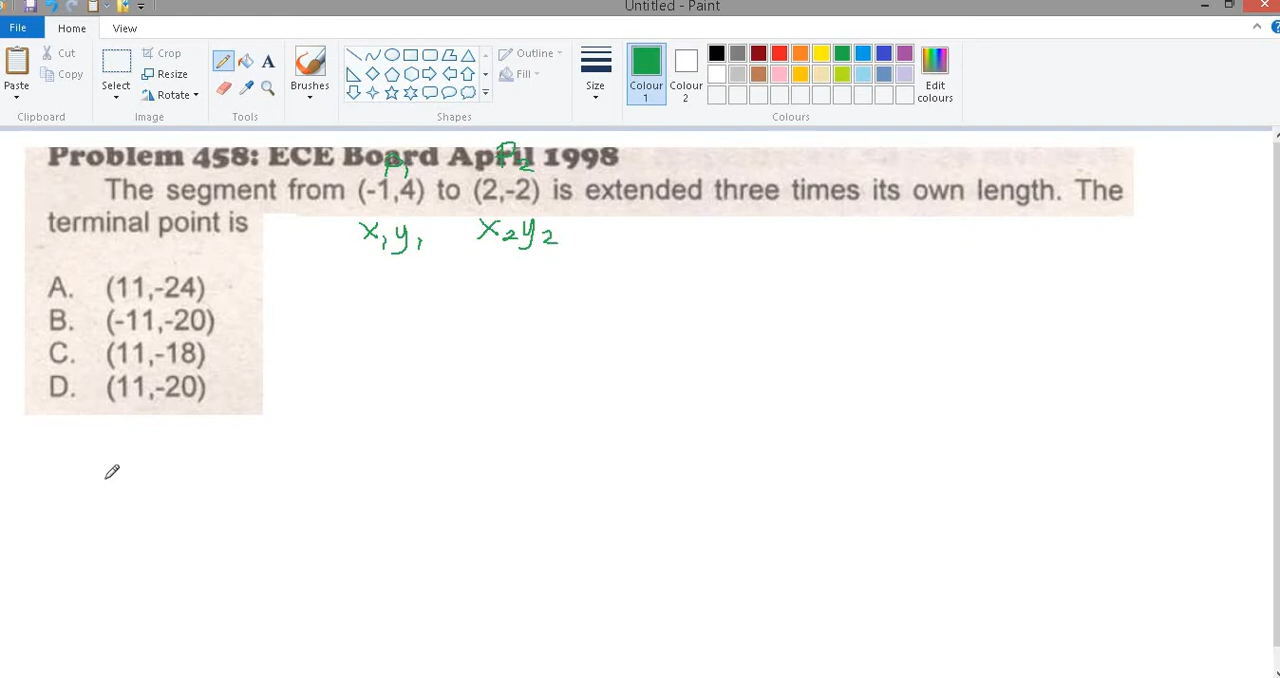 Untitled - Paint
File Home View
Paste
Cut
Copy
Clipboard
Select
Crop
Resize
Rotate
Image
Tools
Brushes
Shapes
Outline
Fill
Size
Colour 1
Colour 2
Edit colours
Colours
Problem 458: ECE Board April 1998
P1 P2
The segment from (-1,4) to (2,-2) is extended three times its own length. The
terminal point is
x1 y1 x2 y2
A. (11,-24)
B. (-11,-20)
C. (11,-18)
D. (11,-20)